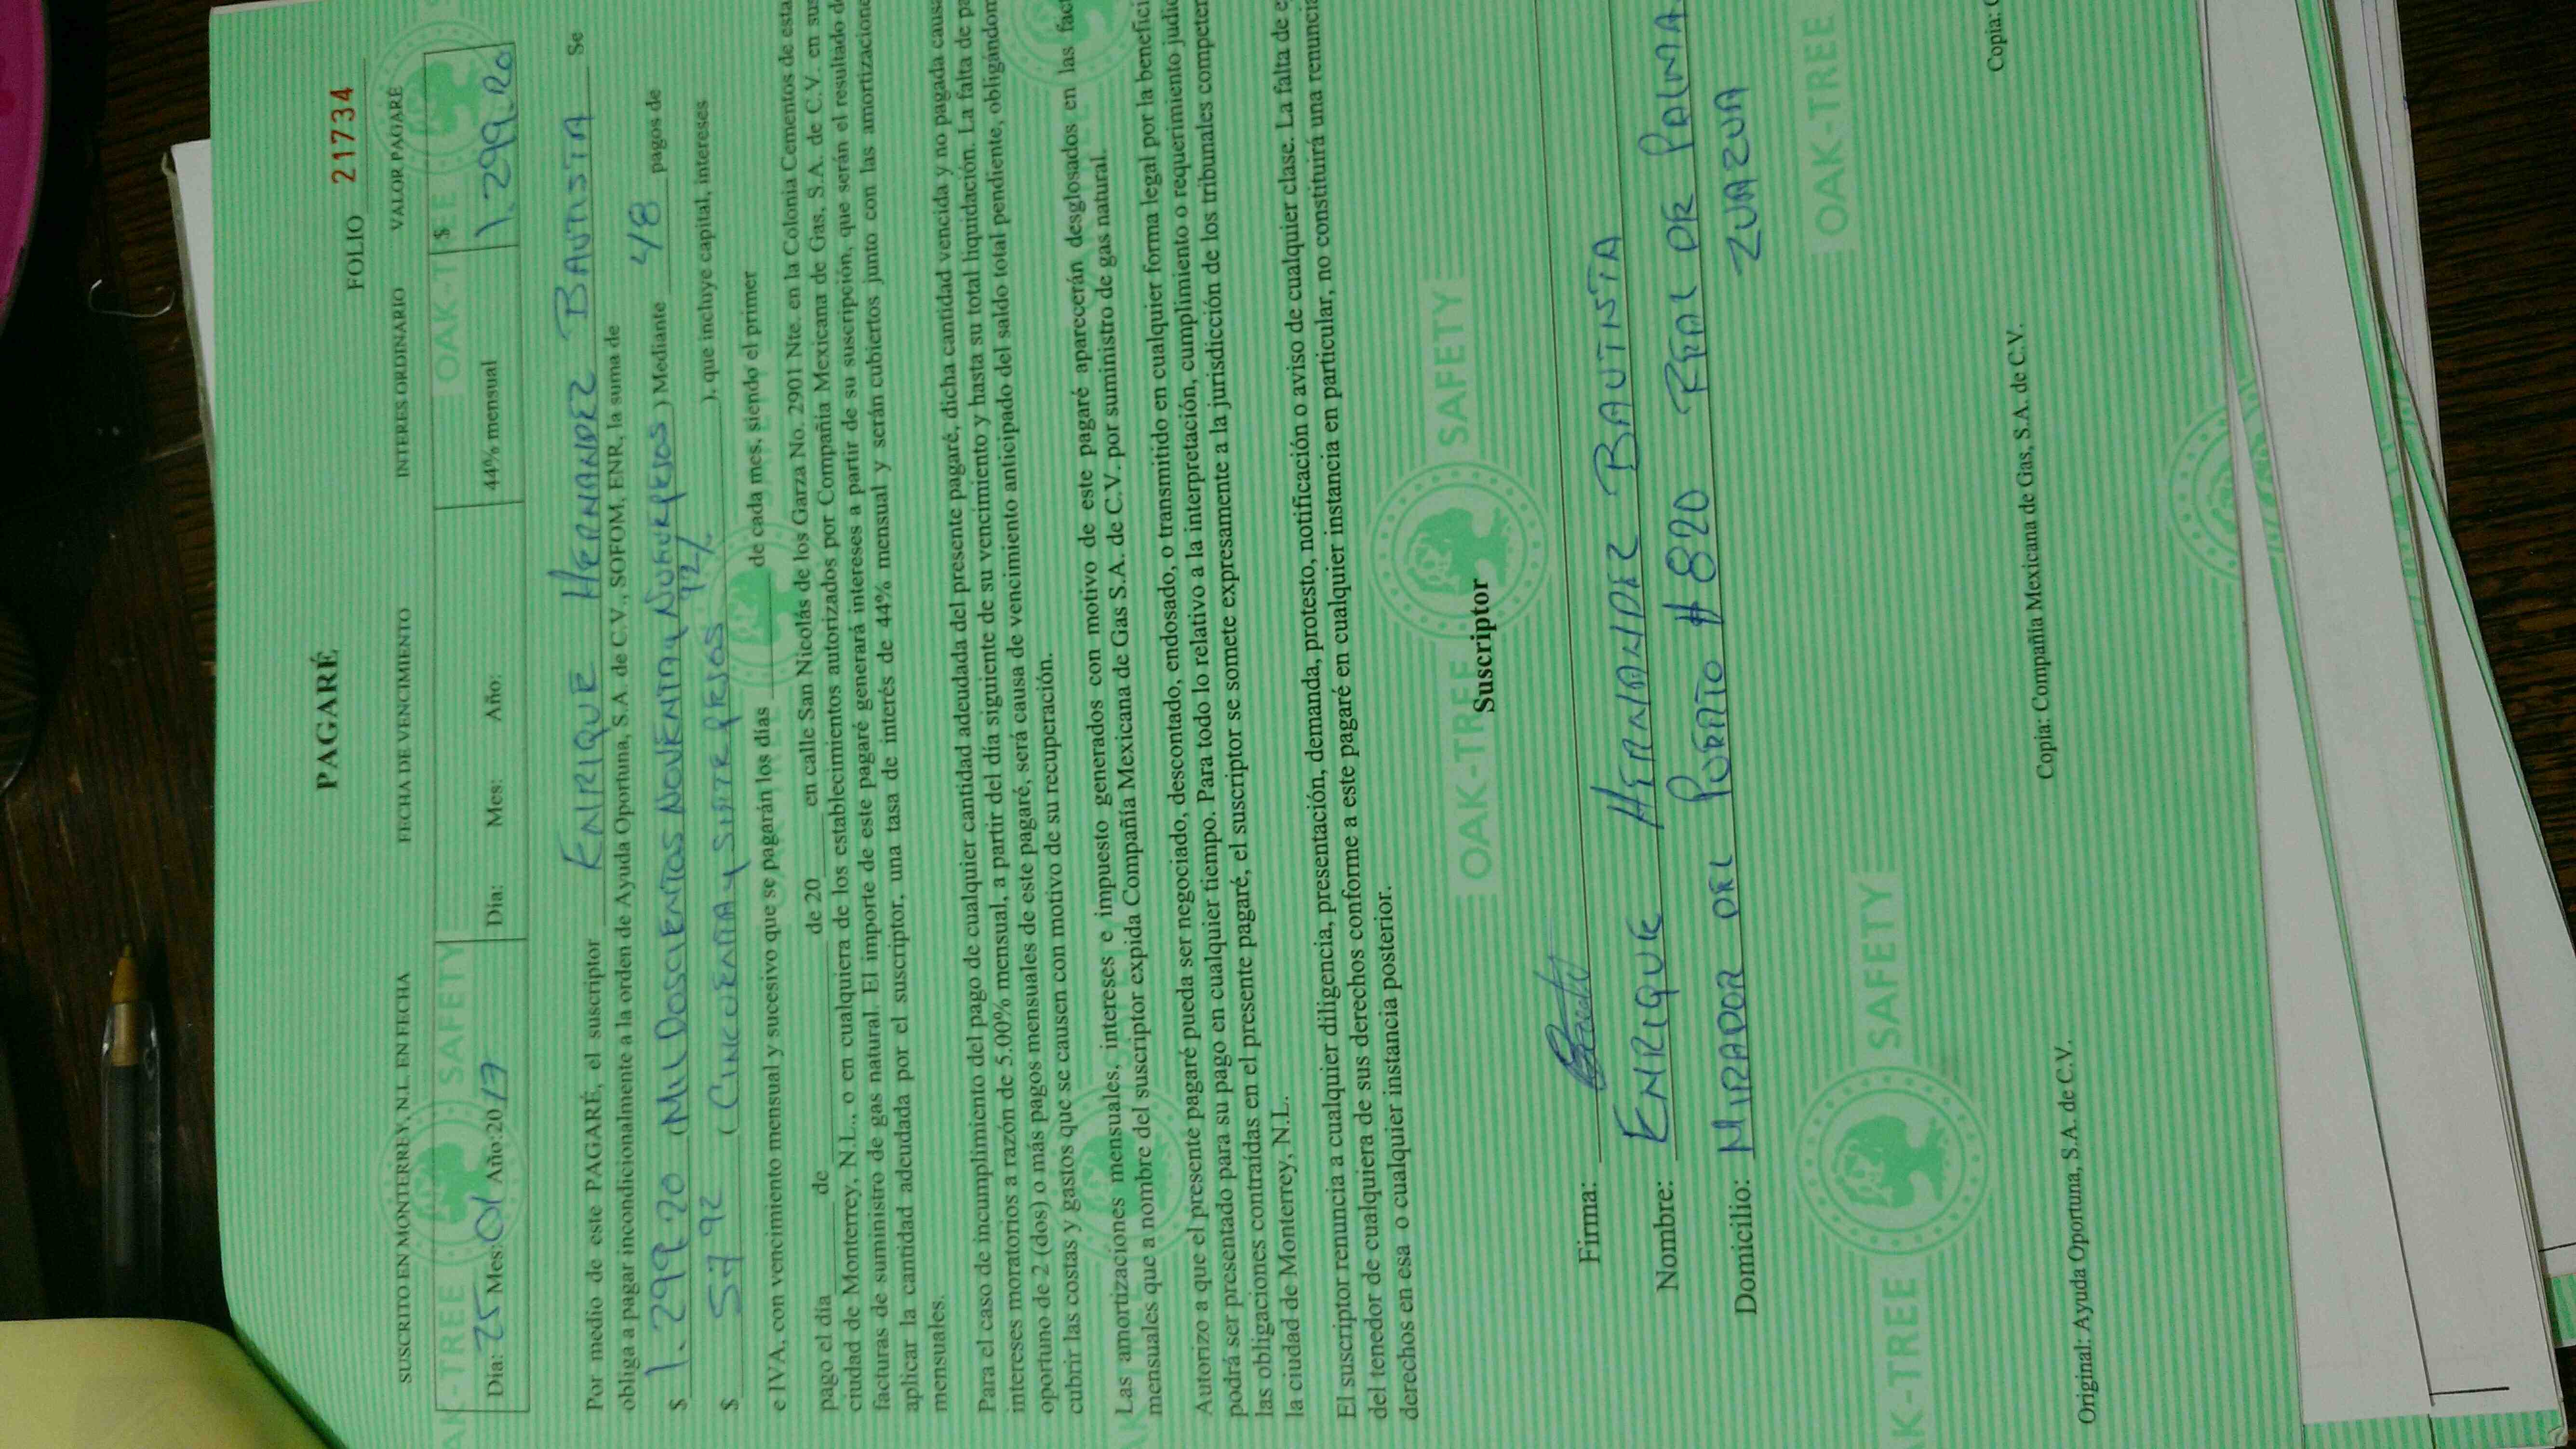 PAGARÉ
FOLIO 21734
SUSCRITO EN MONTERREY, N.L. EN FECHA FECHA DE VENCIMIENTO INTERES ORDINARIO VALOR PAGARÉ
Día: 25 Mes: 01 Año:2017 Día: Mes: Año: 44% mensual $ 1,299.20
Por medio de este PAGARÉ, el suscriptor ENRIQUE HERNANDEZ BAUTISTA Se
obliga a pagar incondicionalmente a la orden de Ayuda Oportuna, S.A. de C.V., SOFOM, ENR, la suma de
$ 1,299 20 (MIL DOSCIENTOS NOVENTA Y NUEVE PESOS) Mediante 48 pagos de
$ 57 92 (CINCUENTA Y SIETE PESOS 92/. ), que incluye capital, intereses
e IVA, con vencimiento mensual y sucesivo que se pagarán los días de cada mes, siendo el primer
pago el día de de 20 en calle San Nicolás de los Garza No. 2901 Nte. en la Colonia Cementos de esta
ciudad de Monterrey, N.L., o en cualquiera de los establecimientos autorizados por Compañía Mexicana de Gas, S.A. de C.V. en sus
facturas de suministro de gas natural. El importe de este pagaré generará intereses a partir de su suscripción, que serán el resultado de
aplicar la cantidad adeudada por el suscriptor, una tasa de interés de 44% mensual y serán cubiertos junto con las amortizaciones
mensuales.
Para el caso de incumplimiento del pago de cualquier cantidad adeudada del presente pagaré, dicha cantidad vencida y no pagada causa
intereses moratorios a razón de 5.00% mensual, a partir del día siguiente de su vencimiento y hasta su total liquidación. La falta de pa
oportuno de 2 (dos) o más pagos mensuales de este pagaré, será causa de vencimiento anticipado del saldo total pendiente, obligándom
cubrir las costas y gastos que se causen con motivo de su recuperación.
Las amortizaciones mensuales, intereses e impuesto generados con motivo de este pagaré aparecerán desglosados en las fact
mensuales que a nombre del suscriptor expida Compañía Mexicana de Gas S.A. de C.V. por suministro de gas natural.
Autorizo a que el presente pagaré pueda ser negociado, descontado, endosado, o transmitido en cualquier forma legal por la benefici
podrá ser presentado para su pago en cualquier tiempo. Para todo lo relativo a la interpretación, cumplimiento o requerimiento judic
las obligaciones contraídas en el presente pagaré, el suscriptor se somete expresamente a la jurisdicción de los tribunales competen
la ciudad de Monterrey, N.L.
El suscriptor renuncia a cualquier diligencia, presentación, demanda, protesto, notificación o aviso de cualquier clase. La falta de e
del tenedor de cualquiera de sus derechos conforme a este pagaré en cualquier instancia en particular, no constituirá una renuncia
derechos en esa o cualquier instancia posterior.
OAK-TREE SAFETY
Suscriptor
Firma:
Nombre: ENRIQUE HERNANDEZ BAUTISTA
Domicilio: MIRADOR DEL PUERTO # 820 REAL DE PALMA.
ZUAZUA
OAK-TREE SAFETY OAK-TREE
Original: Ayuda Oportuna, S.A. de C.V. Copia: Compañía Mexicana de Gas, S.A. de C.V. Copia: C